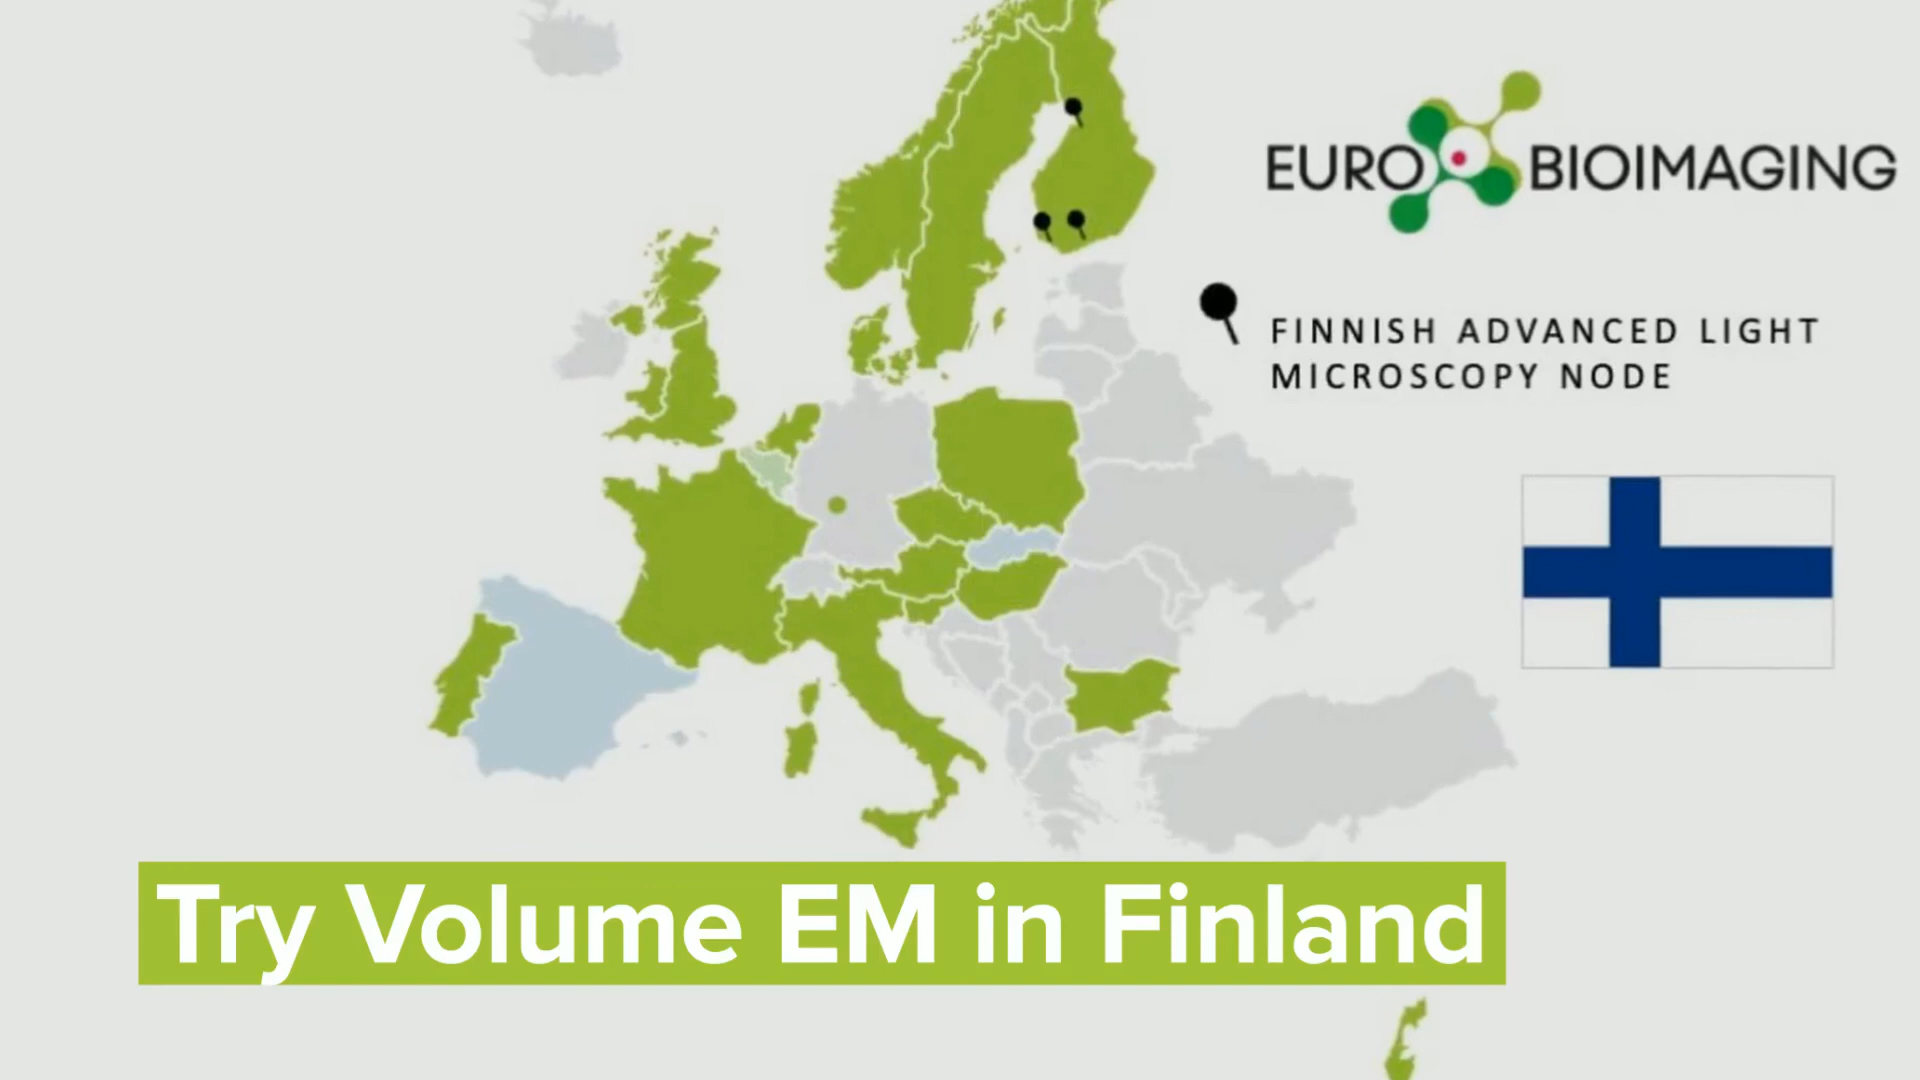 EURO BIOIMAGING
FINNISH ADVANCED LIGHT
MICROSCOPY NODE
Try Volume EM in Finland